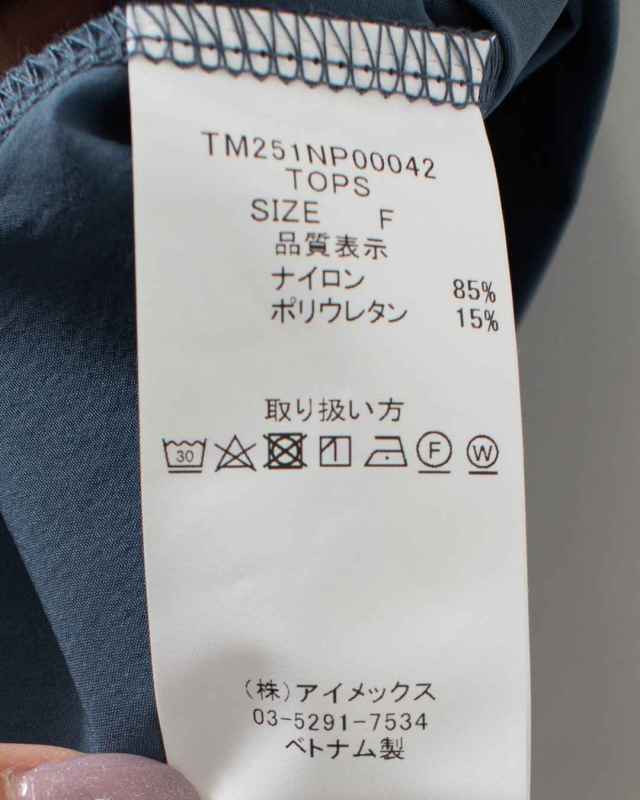 TM251NP00042
TOPS
SIZE F
品質表示
ナイロン 85%
ポリウレタン 15%
取り扱い方
30 F W
(株)アイメックス
03-5291-7534
ベトナム製